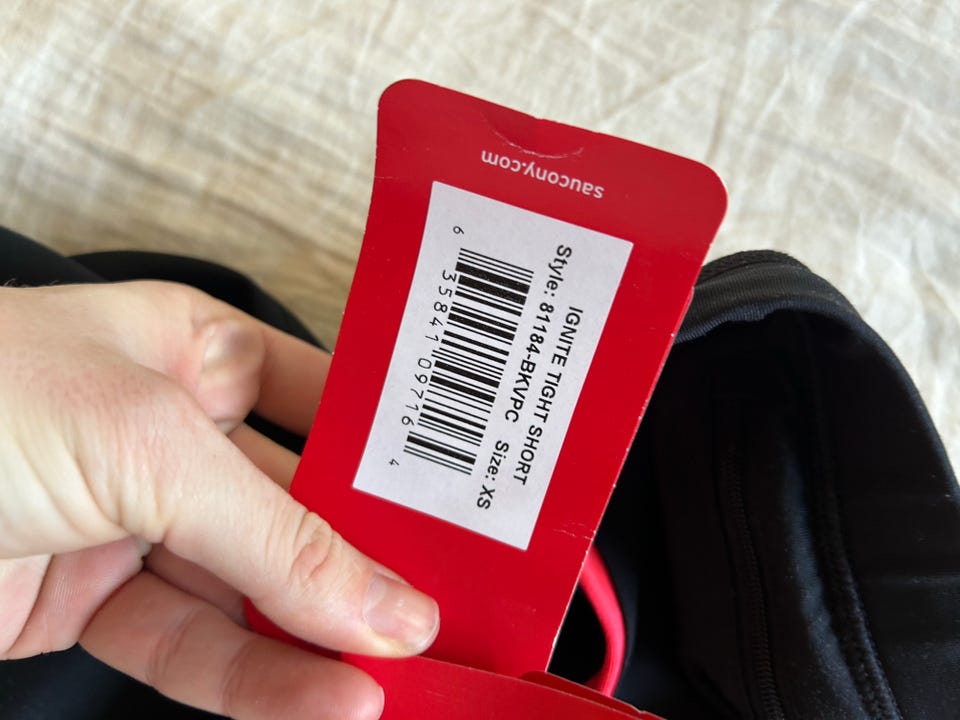 saucony.com
IGNITE TIGHT SHORT
Style: 81184-BKVPC Size: XS
6 35841 09716 4